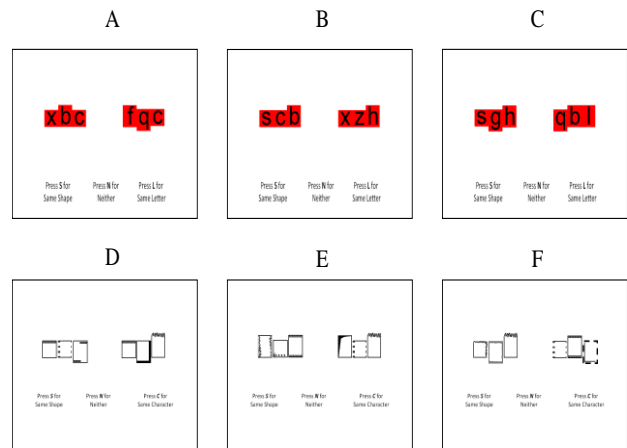 A B C
xbc fqc scb xzh sgh qbl
Press S for Press N for Press L for Press S for Press N for Press L for Press S for Press N for Press L for
Same Shape Neither Same Letter Same Shape Neither Same Letter Same Shape Neither Same Letter
D E F
Press S for Press N for Press C for Press S for Press N for Press C for Press S for Press N for Press C for
Same Shape Neither Same Character Same Shape Neither Same Character Same Shape Neither Same Character